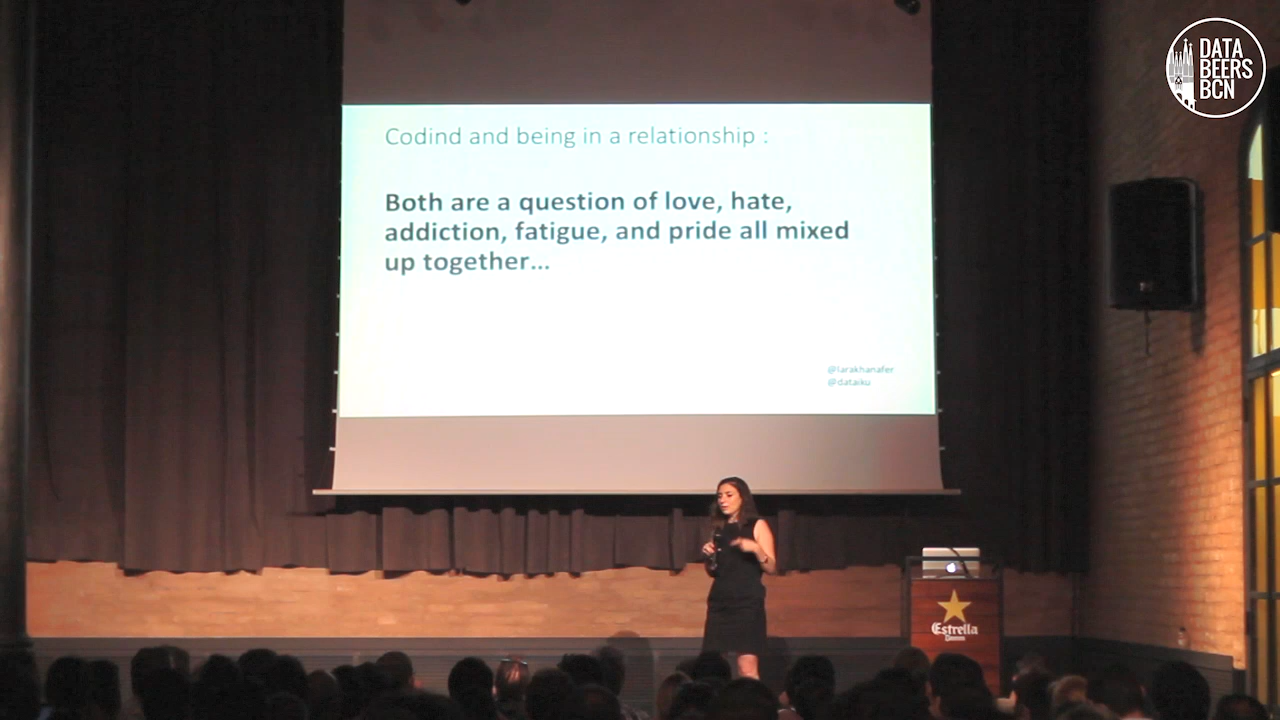 DATA
BEERS
BCN
Codind and being in a relationship :
Both are a question of love, hate,
addiction, fatigue, and pride all mixed
up together...
@larakhanafer
@dataiku
Estrella
Damm